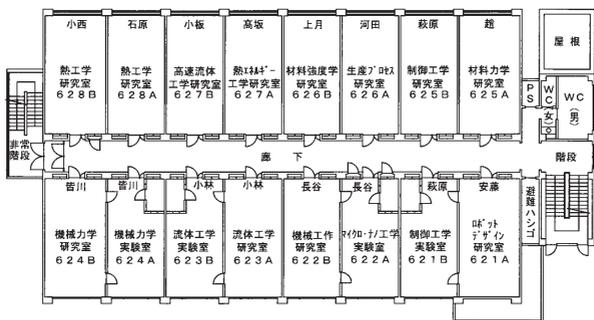 小西
熱工学
研究室
628B
石原
熱工学
研究室
628A
小板
高速流体
工学研究室
627B
髙坂
熱エネルギー
工学研究室
627A
上月
材料強度学
研究室
626B
河田
生産プロセス
研究室
626A
萩原
制御工学
研究室
625B
趙
材料力学
研究室
625A
屋根
PS
WC
(女)
WC
(男)
非常
階段
廊下
階段
避難ハシゴ
皆川
機械力学
研究室
624B
皆川
機械力学
実験室
624A
小林
流体工学
実験室
623B
小林
流体工学
研究室
623A
長谷
機械工作
研究室
622B
長谷
マイクロ・ナノ工学
実験室
622A
萩原
制御工学
実験室
621B
安藤
ロボット
デザイン
研究室
621A